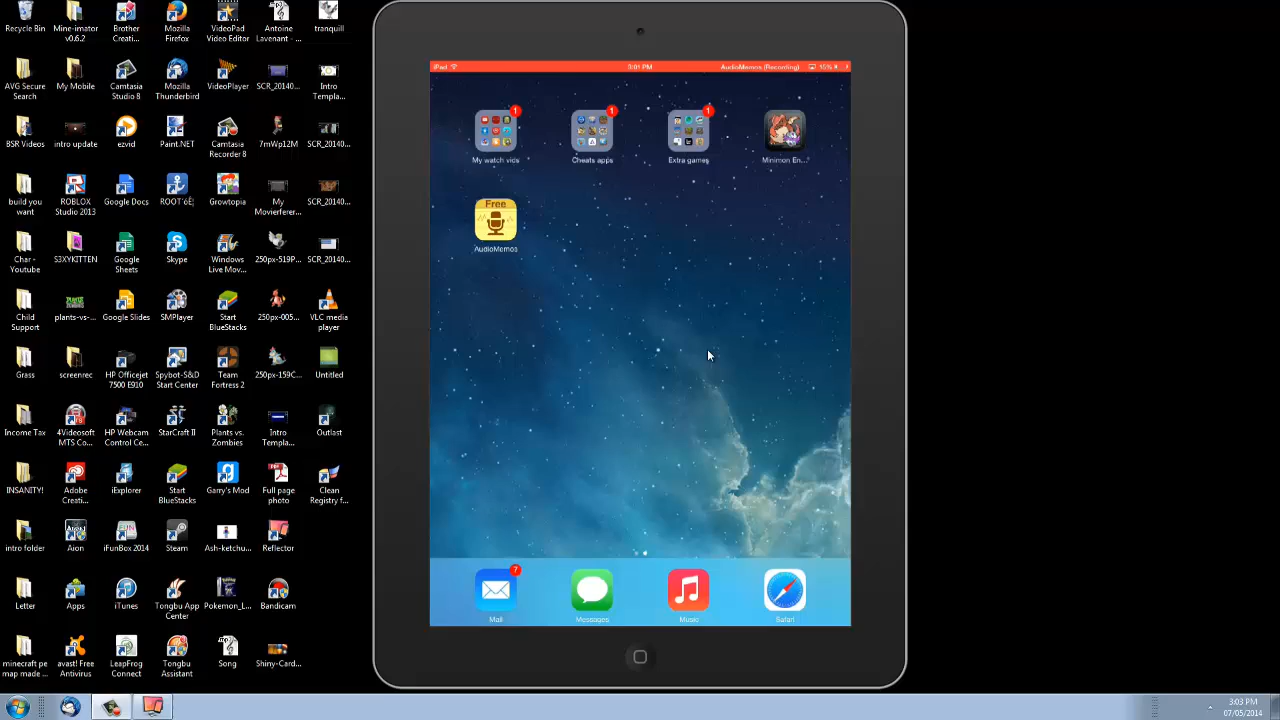 Recycle Bin
Mine-imator v0.6.2
Brother Creati...
Mozilla Firefox
VideoPad Video Editor
Antoine Lavenant - ...
tranquill
AVG Secure Search
My Mobile
Camtasia Studio 8
Mozilla Thunderbird
VideoPlayer
SCR_20140...
Intro Templa...
BSR Videos
intro update
ezvid
Paint.NET
Camtasia Recorder 8
7mWp12M
SCR_20140...
build you want
ROBLOX Studio 2013
Google Docs
Growtopia
My Movierferer...
SCR_20140...
Char - Youtube
S3XYKITTEN
Google Sheets
Skype
Windows Live Mov...
250px-519P...
SCR_20140...
Child Support
plants-vs-...
Google Slides
SMPlayer
Start BlueStacks
250px-005...
VLC media player
Grass
screenrec
HP Officejet 7500 E910
Spybot-S&D Start Center
Team Fortress 2
250px-159C...
Untitled
Income Tax
4Videosoft MTS Co...
HP Webcam Control Ce...
StarCraft II
Plants vs. Zombies
Intro Templa...
Outlast
INSANITY!
Adobe Creati...
iExplorer
Start BlueStacks
Garry's Mod
Full page photo
Clean Registry f...
intro folder
Aion
iFunBox 2014
Steam
Ash-ketchu...
Reflector
Letter
Apps
iTunes
Tongbu App Center
Pokemon_L...
Bandicam
minecraft pe map made ...
avast! Free Antivirus
LeapFrog Connect
Tongbu Assistant
Song
Shiny-Card...
iPad
3:01 PM
AudioMemos (Recording)
15%
1
1
1
My watch vids
Cheats apps
Extra games
Minimon En...
Free
AudioMemos
7
Mail
Messages
Music
Safari
3:03 PM
07/05/2014